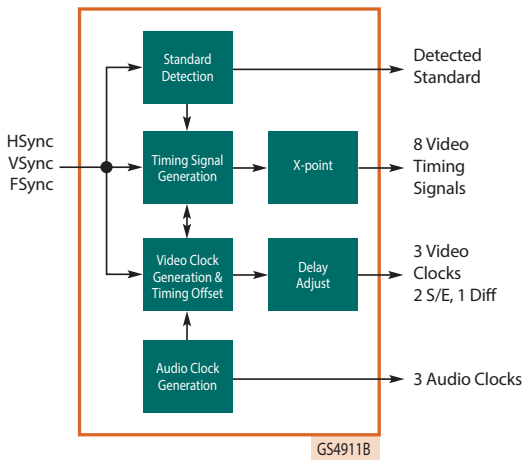 Standard
Detection
Detected
Standard
HSync
VSync
FSync
Timing Signal
Generation
X-point
8 Video
Timing
Signals
Video Clock
Generation &
Timing Offset
Delay
Adjust
3 Video
Clocks
2 S/E, 1 Diff
Audio Clock
Generation
3 Audio Clocks
GS4911B